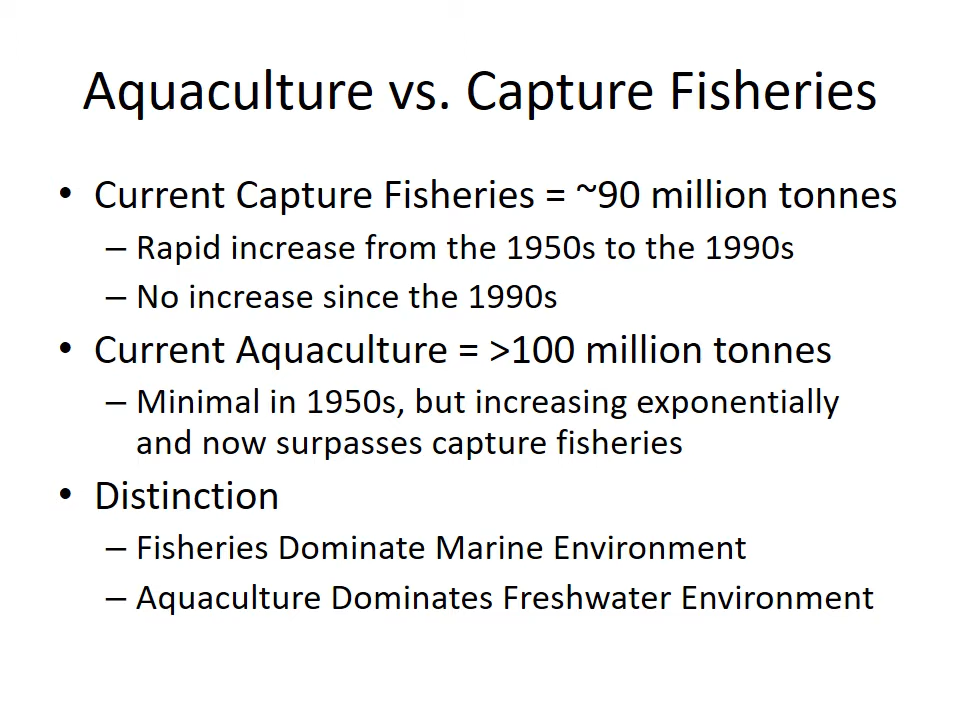 Aquaculture vs. Capture Fisheries
• Current Capture Fisheries = ~90 million tonnes
– Rapid increase from the 1950s to the 1990s
– No increase since the 1990s
• Current Aquaculture = >100 million tonnes
– Minimal in 1950s, but increasing exponentially
and now surpasses capture fisheries
• Distinction
– Fisheries Dominate Marine Environment
– Aquaculture Dominates Freshwater Environment